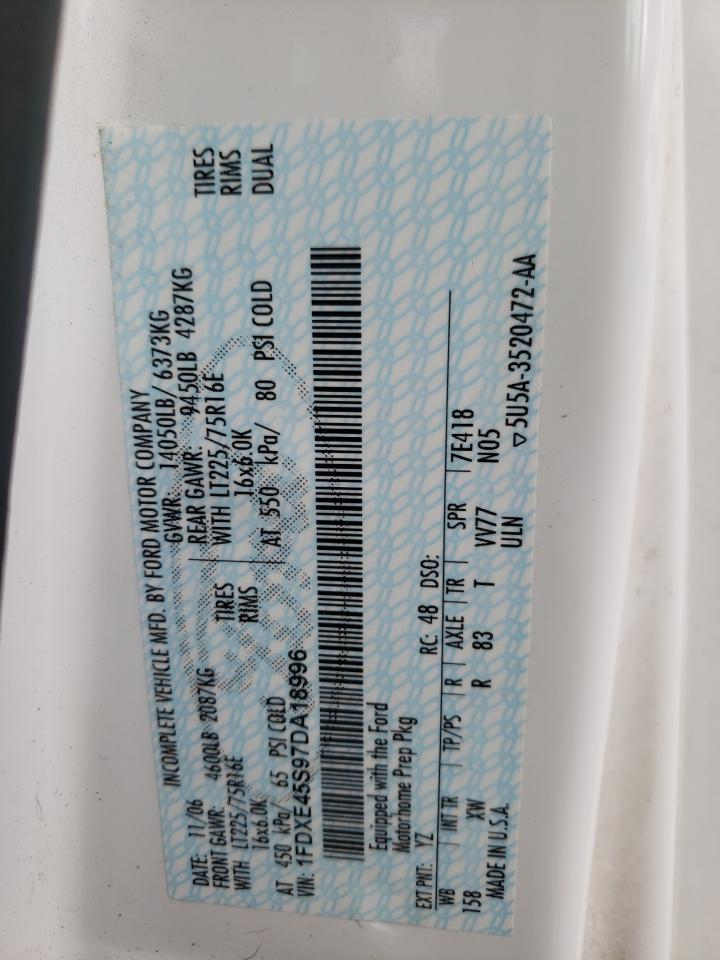 INCOMPLETE VEHICLE MFD. BY FORD MOTOR COMPANY
DATE: 11/06 GVWR: 14050LB/ 6373KG
FRONT GAWR: 4600LB 2087KG REAR GAWR: 9450LB 4287KG
WITH LT225/75R16E TIRES WITH LT225/75R16E TIRES
16x6.0K RIMS 16x6.0K RIMS
AT 450 kPa/ 65 PSI COLD AT 550 kPa/ 80 PSI COLD DUAL
VIN: 1FDXE45S97DA18996
Equipped with the Ford
Motorhome Prep Pkg
EXT PNT: YZ RC: 48 DSO:
WB INT TR TP/PS R AXLE TR SPR 7E418
158 XW R 83 T VV77 N05
MADE IN U.S.A. ULN
▽5U5A-3520472-AA